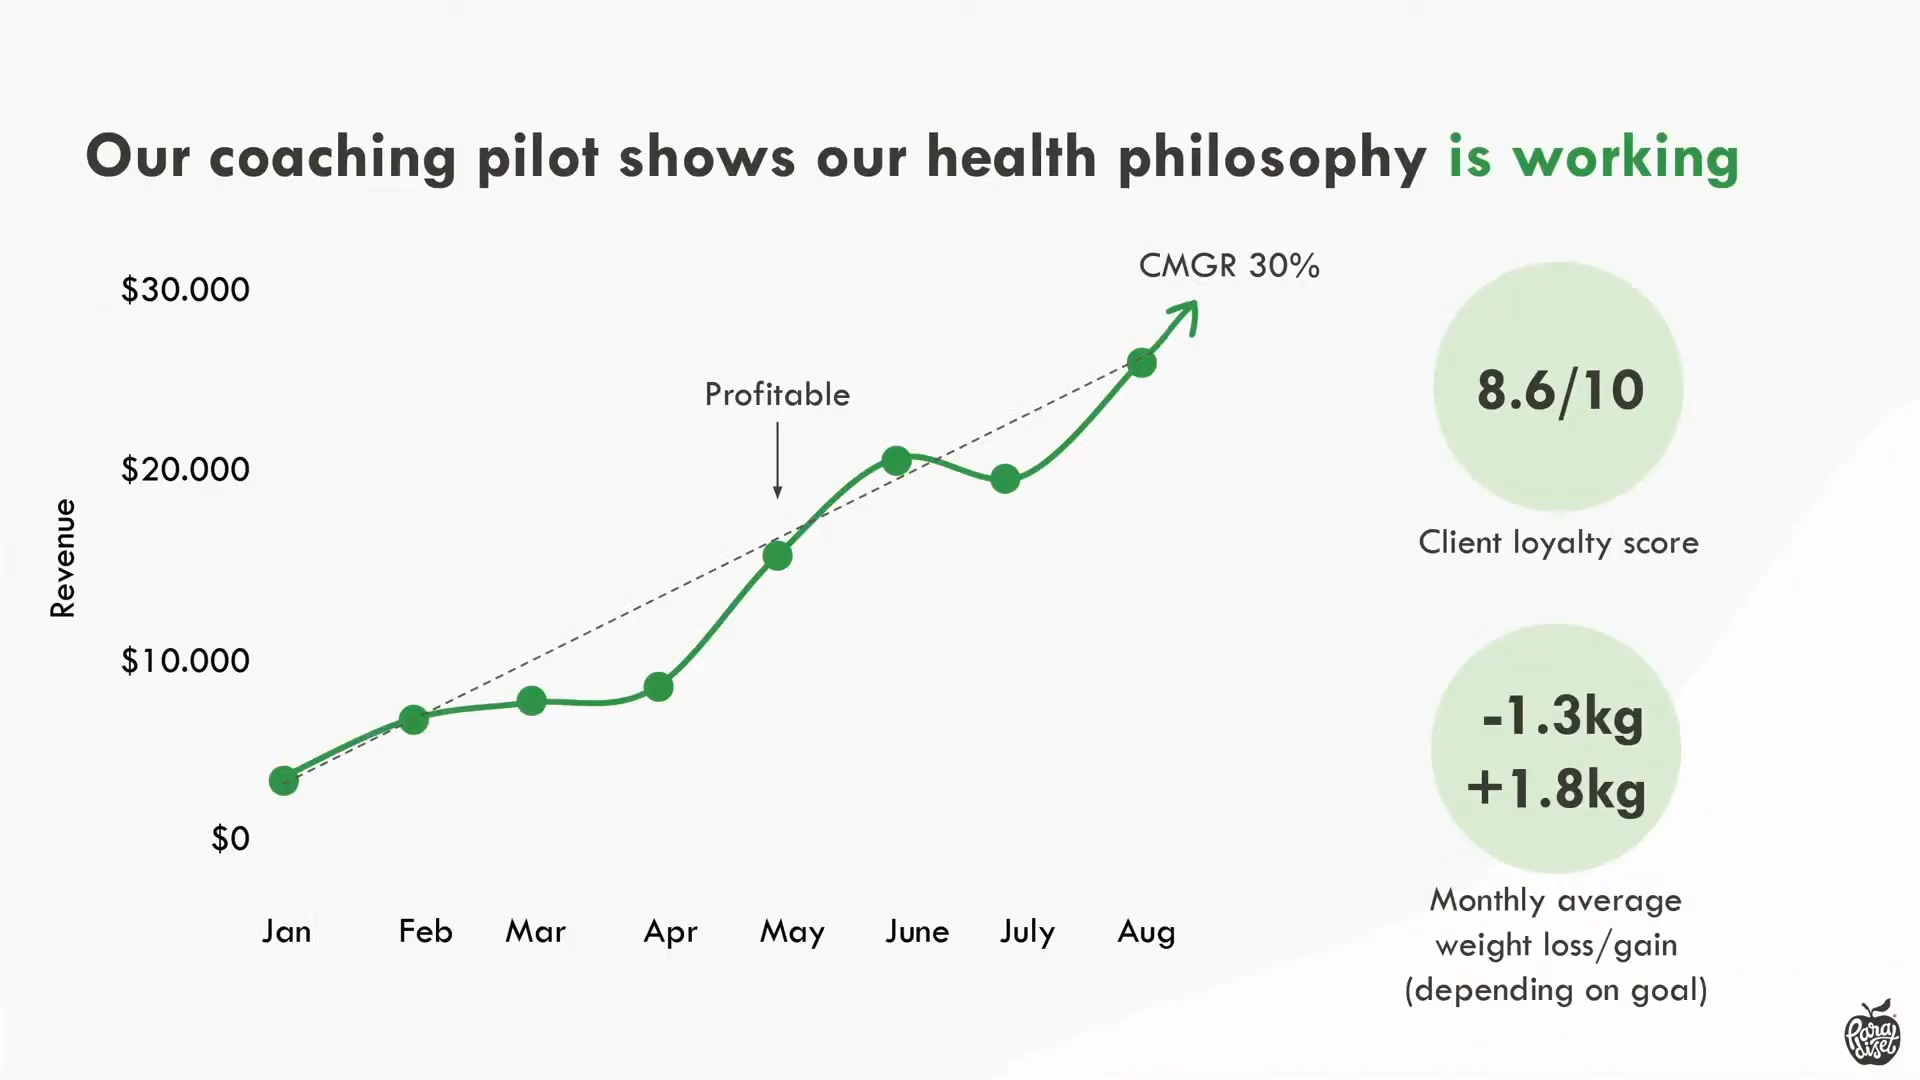 Our coaching pilot shows our health philosophy is working
CMGR 30%
$30.000
Profitable
$20.000
$10.000
$0
Revenue
Jan Feb Mar Apr May June July Aug
8.6/10
Client loyalty score
-1.3kg
+1.8kg
Monthly average
weight loss/gain
(depending on goal)
Para
diset